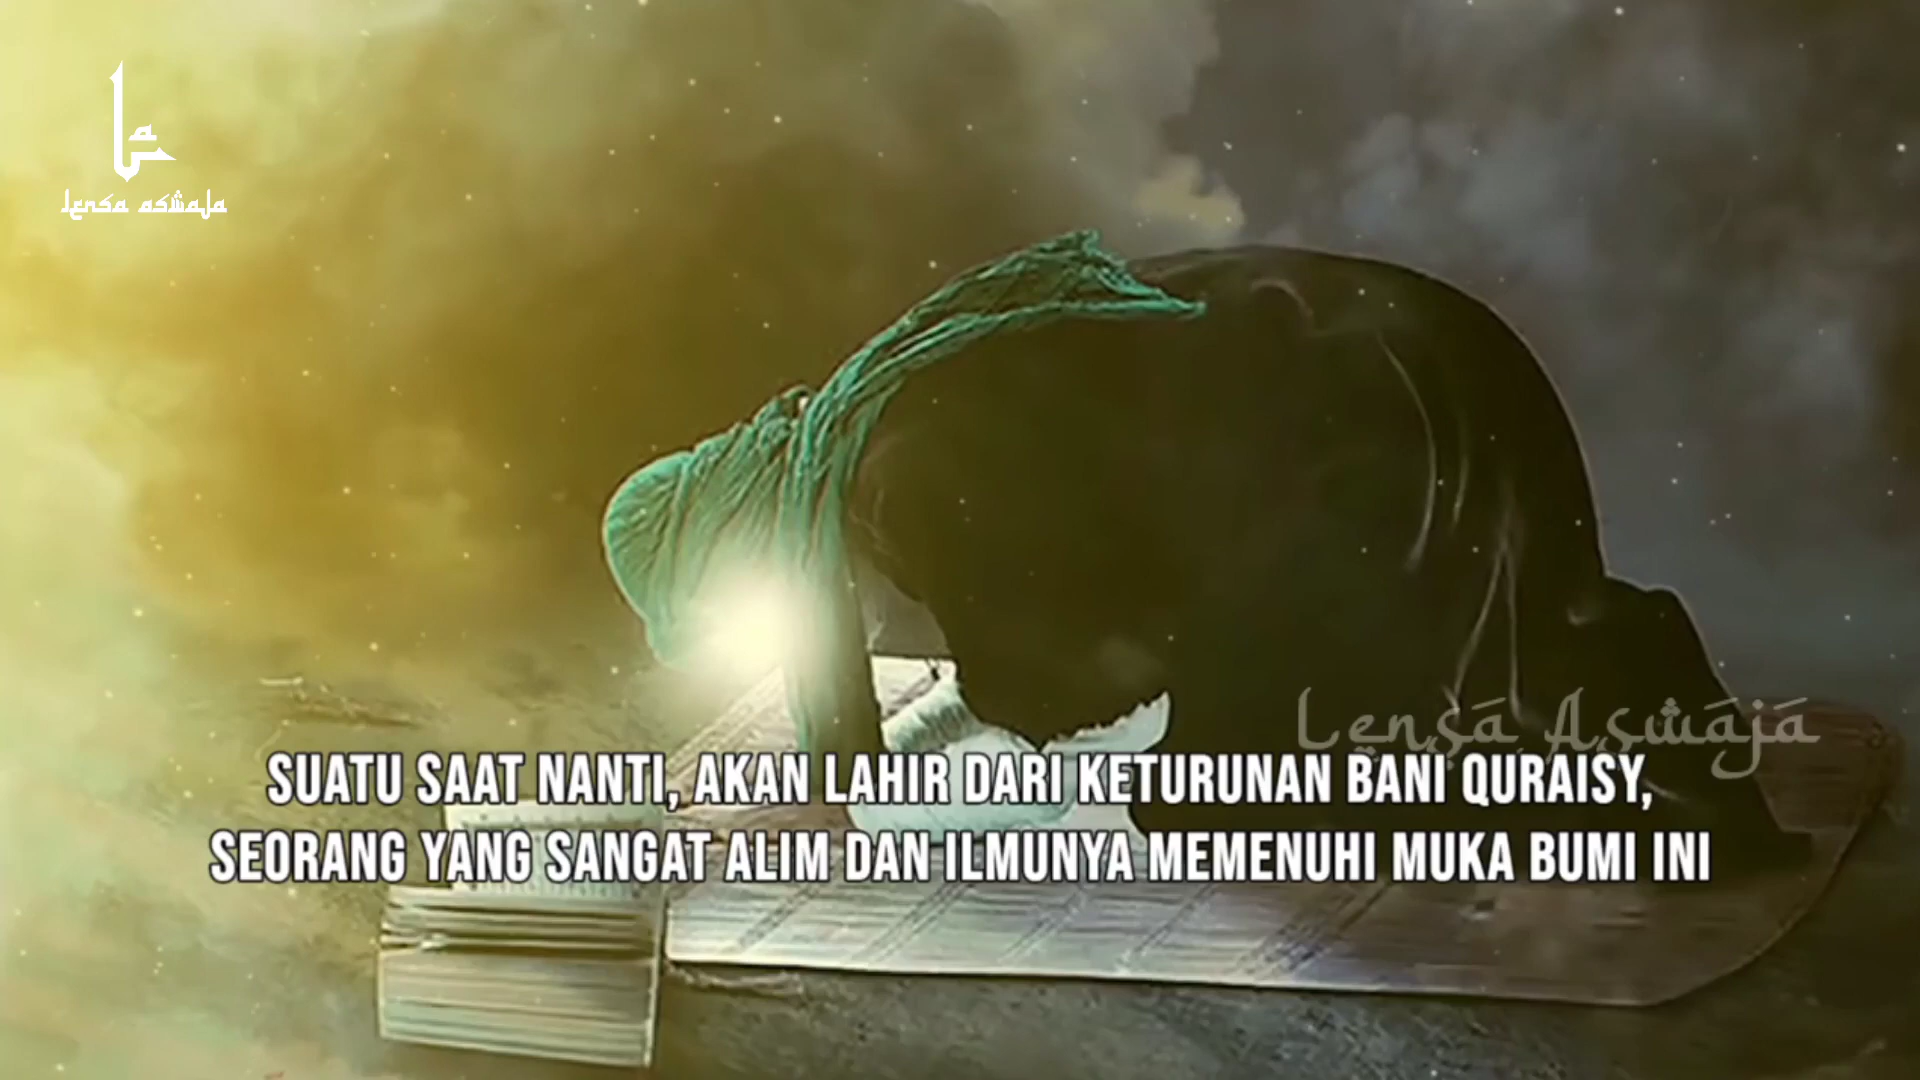 lensa aswaja
Lensa Aswaja
SUATU SAAT NANTI, AKAN LAHIR DARI KETURUNAN BANI QURAISY,
SEORANG YANG SANGAT ALIM DAN ILMUNYA MEMENUHI MUKA BUMI INI